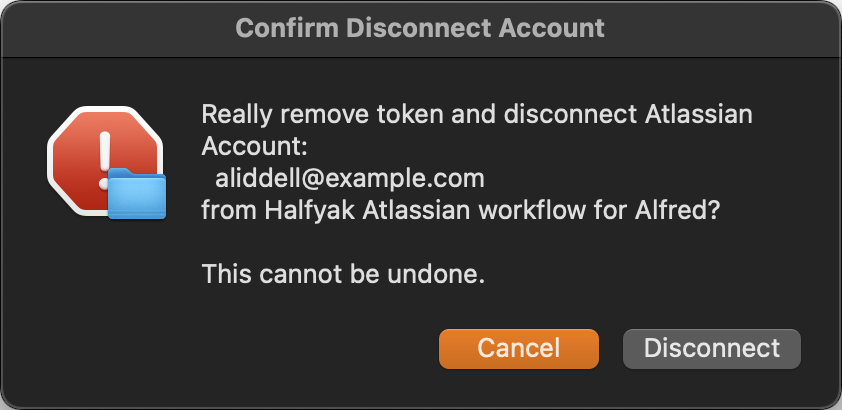 Confirm Disconnect Account
Really remove token and disconnect Atlassian
Account:
aliddell@example.com
from Halfyak Atlassian workflow for Alfred?
This cannot be undone.
Cancel
Disconnect